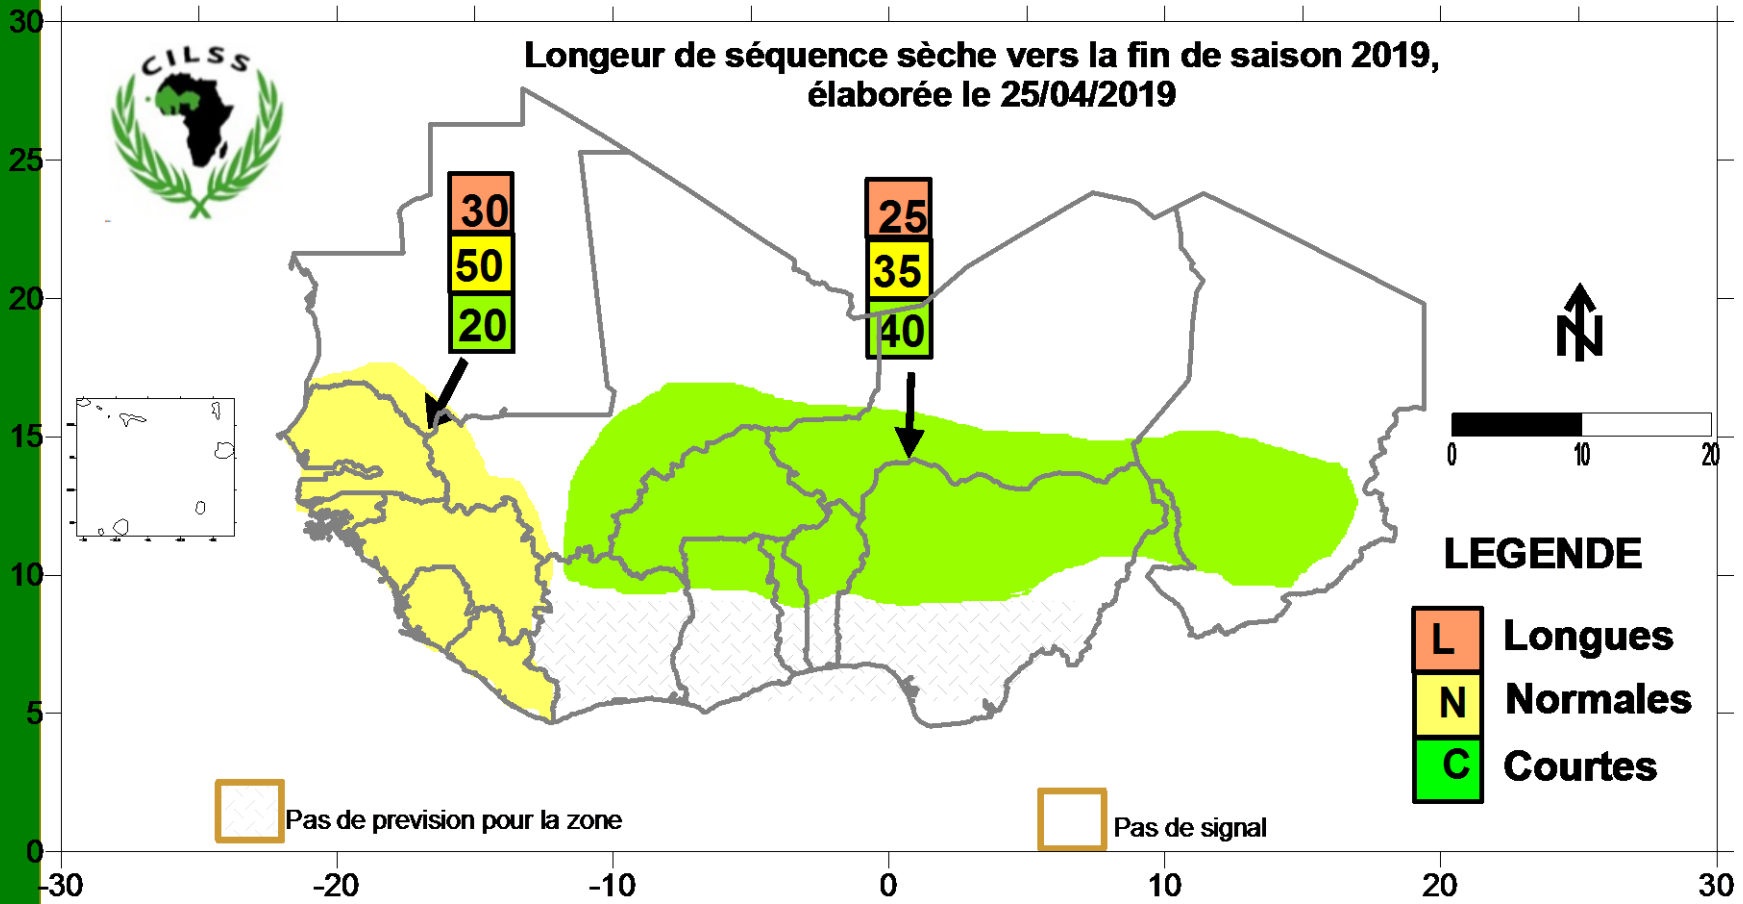 Longeur de séquence sèche vers la fin de saison 2019,
élaborée le 25/04/2019
CILSS
30
25
20
15
10
5
0
30
50
20
25
35
40
N
0 10 20
LEGENDE
L Longues
N Normales
C Courtes
Pas de prevision pour la zone
Pas de signal
-30 -20 -10 0 10 20 30